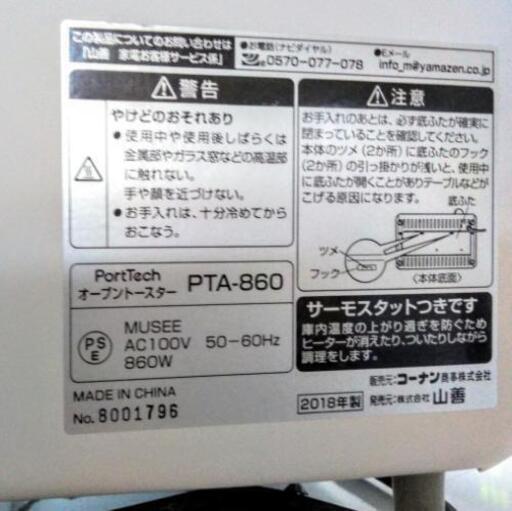 この製品についてのお問い合わせは
「山善 家電お客様サービス係」
●お電話(ナビダイヤル)
0570-077-078
●Eメール
info_m@yamazen.co.jp
警告
やけどのおそれあり
●使用中や使用後しばらくは
金属部やガラス窓などの高温部
に触れない。
手や顔を近づけない。
●お手入れは、十分冷めてから
おこなう。
注意
お手入れのあとは、必ず底ふたが確実に
閉まっていることを確認してください。
本体のツメ(2か所)に底ふたのフック
(2か所)の引っ掛かりが浅いと、使用中
に底ふたが開くことがありテーブルなどが
こげる原因になります。
底ふた
ツメ
フック
〈本体底面〉
PortTech
オーブントースター PTA-860
PS
E
MUSEE
AC100V 50-60Hz
860W
MADE IN CHINA
No. 8001796
サーモスタットつきです
庫内温度の上がり過ぎを防ぐため
ヒーターが消えたり、ついたりしながら
調理をします。
販売元:コーナン商事株式会社
2018年製
発売元:株式会社 山善